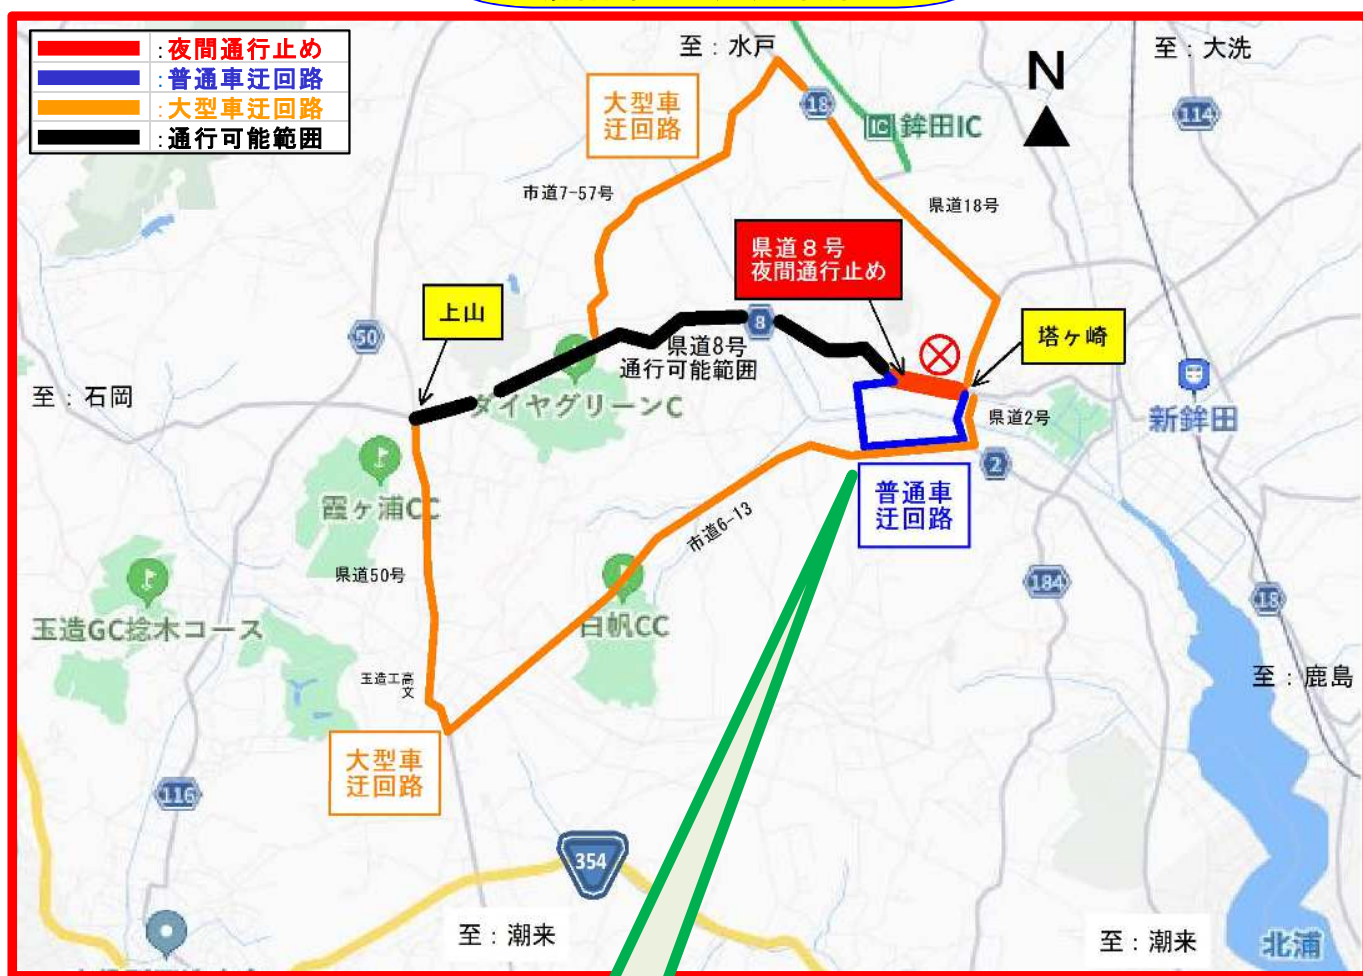 :夜間通行止め
:普通車迂回路
:大型車迂回路
:通行可能範囲
至：水戸
至：大洗
N
大型車
迂回路
18
114
IC 鉾田IC
市道7-57号
県道18号
県道８号
夜間通行止め
上山
8
塔ヶ崎
50
県道8号
通行可能範囲
至：石岡
ダイヤグリーンC
県道2号
新鉾田
2
霞ヶ浦CC
普通車
迂回路
市道6-13
県道50号
184
18
玉造GC捻木コース
白帆CC
玉造工高
文
至：鹿島
大型車
迂回路
116
354
至：潮来
至：潮来
北浦